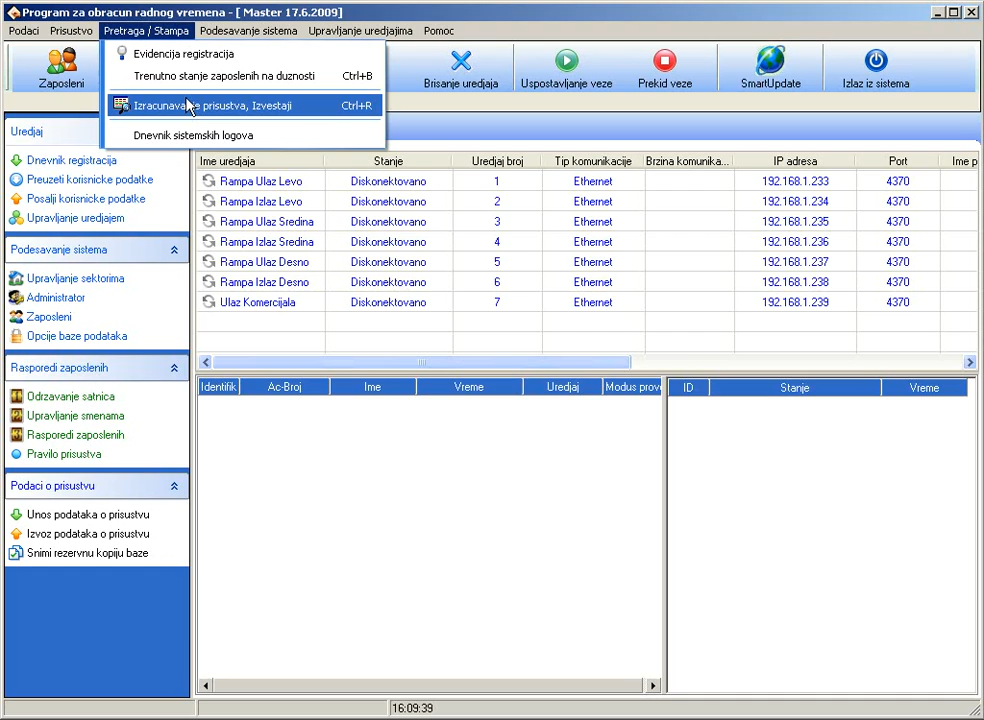 Program za obracun radnog vremena - [ Master 17.6.2009]
Podaci Prisustvo Pretraga / Stampa Podesavanje sistema Upravljanje uredjajima Pomoc
Evidencija registracija
Trenutno stanje zaposlenih na duznosti Ctrl+B
Izracunavanje prisustva, Izvestaji Ctrl+R
Dnevnik sistemskih logova
Zaposleni Brisanje uredjaja Uspostavljanje veze Prekid veze SmartUpdate Izlaz iz sistema
Uredjaj
Dnevnik registracija
Preuzeti korisnicke podatke
Posalji korisnicke podatke
Upravljanje uredjajem
Podesavanje sistema
Upravljanje sektorima
Administrator
Zaposleni
Opcije baze podataka
Rasporedi zaposlenih
Odrzavanje satnica
Upravljanje smenama
Rasporedi zaposlenih
Pravilo prisustva
Podaci o prisustvu
Unos podataka o prisustvu
Izvoz podataka o prisustvu
Snimi rezervnu kopiju baze
Ime uredjaja Stanje Uredjaj broj Tip komunikacije Brzina komunika... IP adresa Port Ime p
Rampa Ulaz Levo Diskonektovano 1 Ethernet 192.168.1.233 4370
Rampa Izlaz Levo Diskonektovano 2 Ethernet 192.168.1.234 4370
Rampa Ulaz Sredina Diskonektovano 3 Ethernet 192.168.1.235 4370
Rampa Izlaz Sredina Diskonektovano 4 Ethernet 192.168.1.236 4370
Rampa Ulaz Desno Diskonektovano 5 Ethernet 192.168.1.237 4370
Rampa Izlaz Desno Diskonektovano 6 Ethernet 192.168.1.238 4370
Ulaz Komercijala Diskonektovano 7 Ethernet 192.168.1.239 4370
Identifik Ac-Broj Ime Vreme Uredjaj Modus prove
ID Stanje Vreme
16:09:39